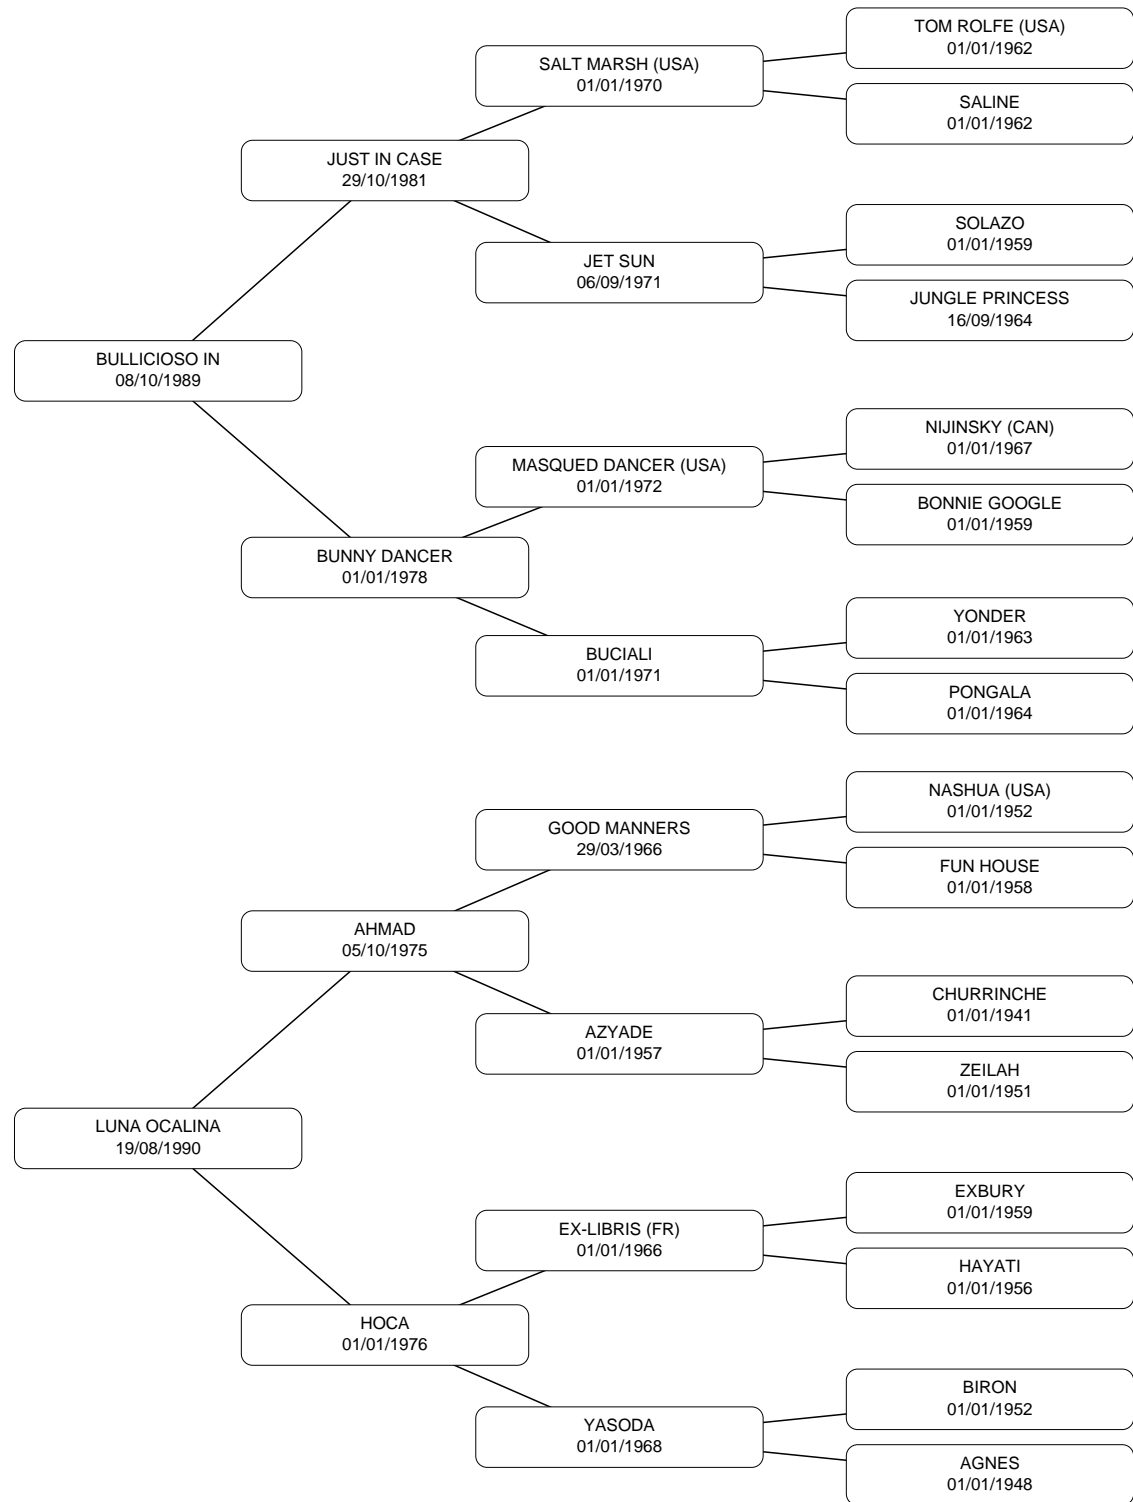 TOM ROLFE (USA)
01/01/1962
SALT MARSH (USA)
01/01/1970
SALINE
01/01/1962
JUST IN CASE
29/10/1981
SOLAZO
01/01/1959
JET SUN
06/09/1971
JUNGLE PRINCESS
16/09/1964
BULLICIOSO IN
08/10/1989
NIJINSKY (CAN)
01/01/1967
MASQUED DANCER (USA)
01/01/1972
BONNIE GOOGLE
01/01/1959
BUNNY DANCER
01/01/1978
YONDER
01/01/1963
BUCIALI
01/01/1971
PONGALA
01/01/1964
NASHUA (USA)
01/01/1952
GOOD MANNERS
29/03/1966
FUN HOUSE
01/01/1958
AHMAD
05/10/1975
CHURRINCHE
01/01/1941
AZYADE
01/01/1957
ZEILAH
01/01/1951
LUNA OCALINA
19/08/1990
EXBURY
01/01/1959
EX-LIBRIS (FR)
01/01/1966
HAYATI
01/01/1956
HOCA
01/01/1976
BIRON
01/01/1952
YASODA
01/01/1968
AGNES
01/01/1948